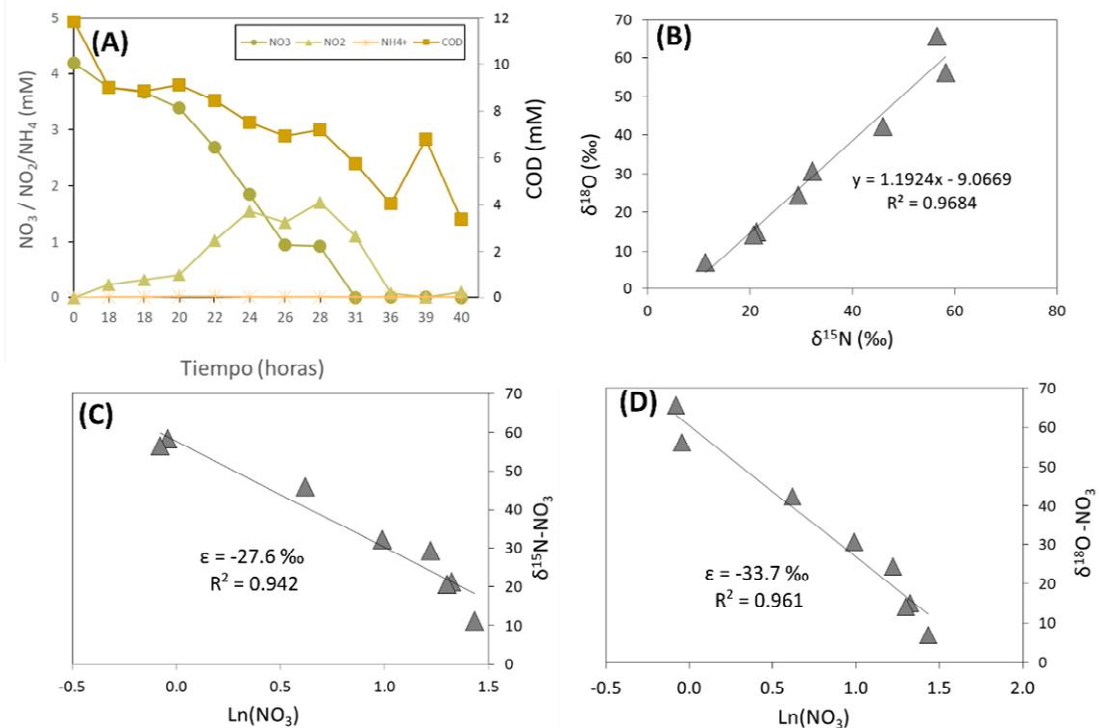 (A)
NO3 NO2 NH4+ COD
5
4
3
2
1
0
12
10
8
6
4
2
0
0 18 18 20 22 24 26 28 31 36 39 40
NO₃ / NO₂/NH₄ (mM)
COD (mM)
Tiempo (horas)
(B)
70
60
50
40
30
20
10
0
0 20 40 60 80
δ¹⁸O (‰)
y = 1.1924x - 9.0669
R² = 0.9684
δ¹⁵N (‰)
(C)
70
60
50
40
30
20
10
0
ε = -27.6 ‰
R² = 0.942
-0.5 0.0 0.5 1.0 1.5
δ¹⁵N-NO₃
Ln(NO₃)
(D)
70
60
50
40
30
20
10
0
ε = -33.7 ‰
R² = 0.961
-0.5 0.0 0.5 1.0 1.5 2.0
δ¹⁸O -NO₃
Ln(NO₃)